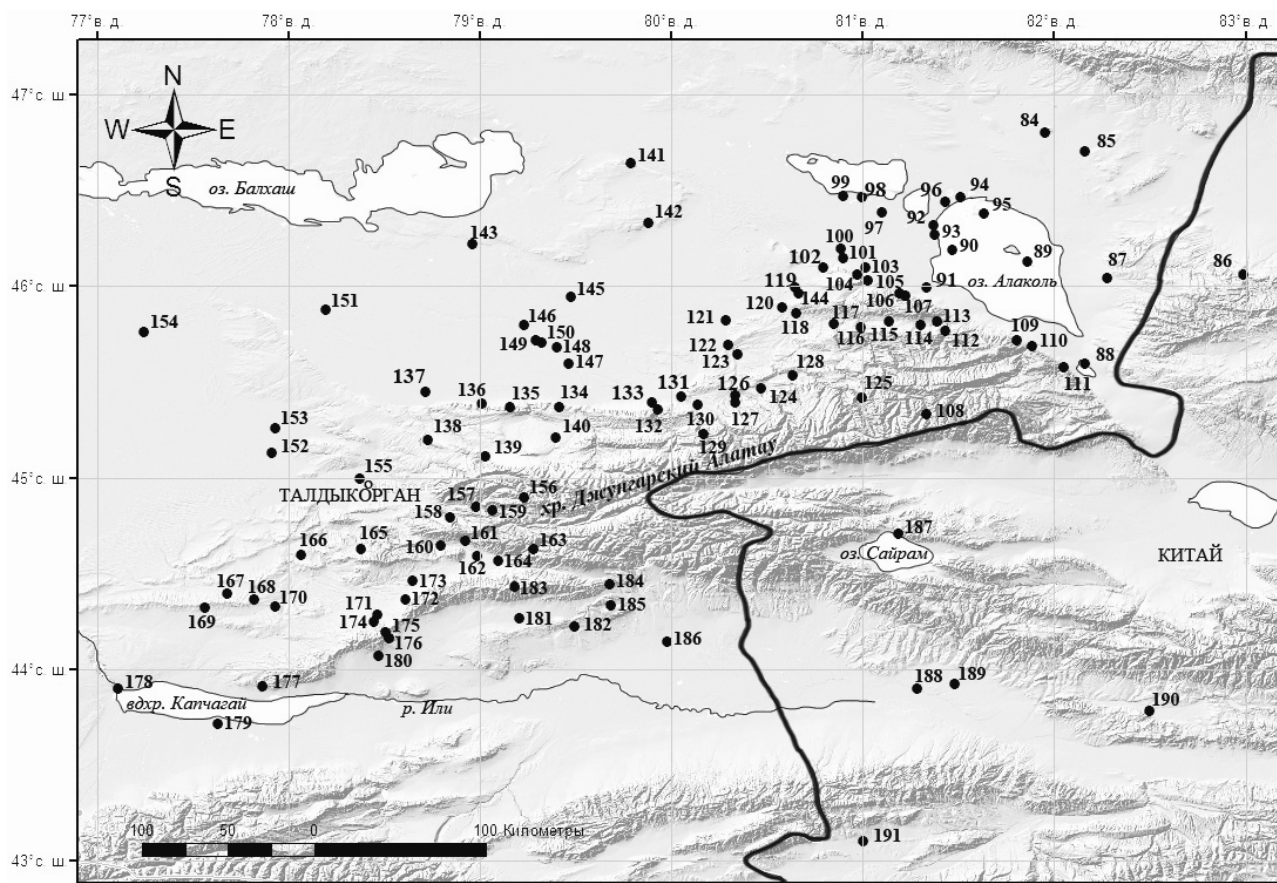 77°в. д. 78°в. д. 79°в. д. 80°в. д. 81°в. д. 82°в. д. 83°в. д.
47°с. ш
N
W E
S
84
85
141
99 98 96 94
оз. Балхаш
95
142
92
97
93
143
100
90
101
89
102 103
87 86
104 105
91
оз. Алаколь
119
145
144 106 107
151
120
154
146
121 118 117 113
150
116 115 114 112
109
149 148
122
110
147
123
128
88
137 136 135 134 133 131 126
124
125
111
132 130 127
108
153
138 140
129
139
152
46°с. ш
45°с. ш
155
ТАЛДЫКОРГАН
157 156
хр. Джунгарский Алатау
158 159
187
165 161
163
166 160
оз. Сайрам
КИТАЙ
162 164
167 168 173
183 184
170 171 172
169
174
185
175
181
182
176
186
180
44°с. ш
178 177
188 189
190
вдхр. Капчагай
р. Или
179
100 50 0 100 Километры
191
43°с. ш